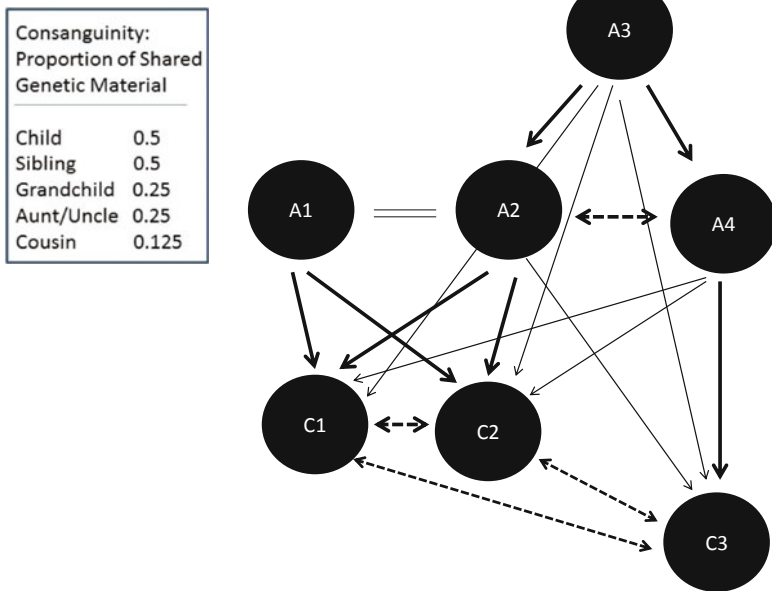 Consanguinity:
Proportion of Shared
Genetic Material
Child 0.5
Sibling 0.5
Grandchild 0.25
Aunt/Uncle 0.25
Cousin 0.125
A3
A1
A2
A4
C1
C2
C3